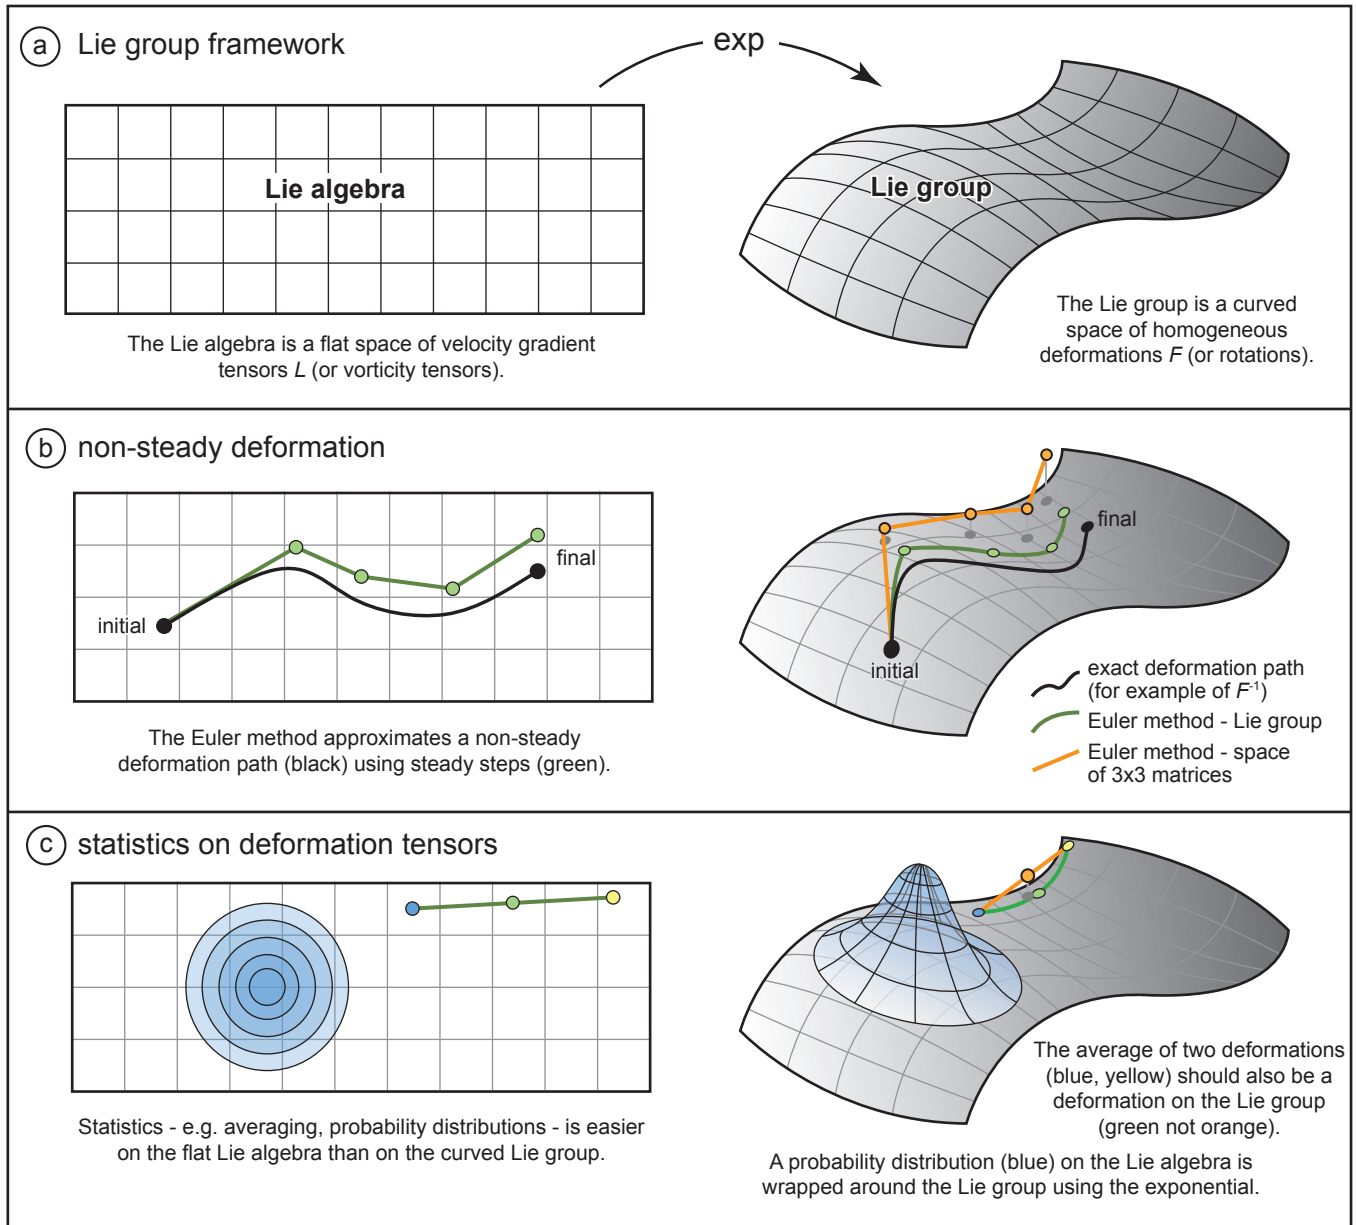 a Lie group framework
exp
Lie algebra
Lie group
The Lie algebra is a flat space of velocity gradient
tensors L (or vorticity tensors).
The Lie group is a curved
space of homogeneous
deformations F (or rotations).
b non-steady deformation
initial
final
The Euler method approximates a non-steady
deformation path (black) using steady steps (green).
final
initial
exact deformation path
(for example of F⁻¹)
Euler method - Lie group
Euler method - space
of 3x3 matrices
c statistics on deformation tensors
Statistics - e.g. averaging, probability distributions - is easier
on the flat Lie algebra than on the curved Lie group.
The average of two deformations
(blue, yellow) should also be a
deformation on the Lie group
(green not orange).
A probability distribution (blue) on the Lie algebra is
wrapped around the Lie group using the exponential.